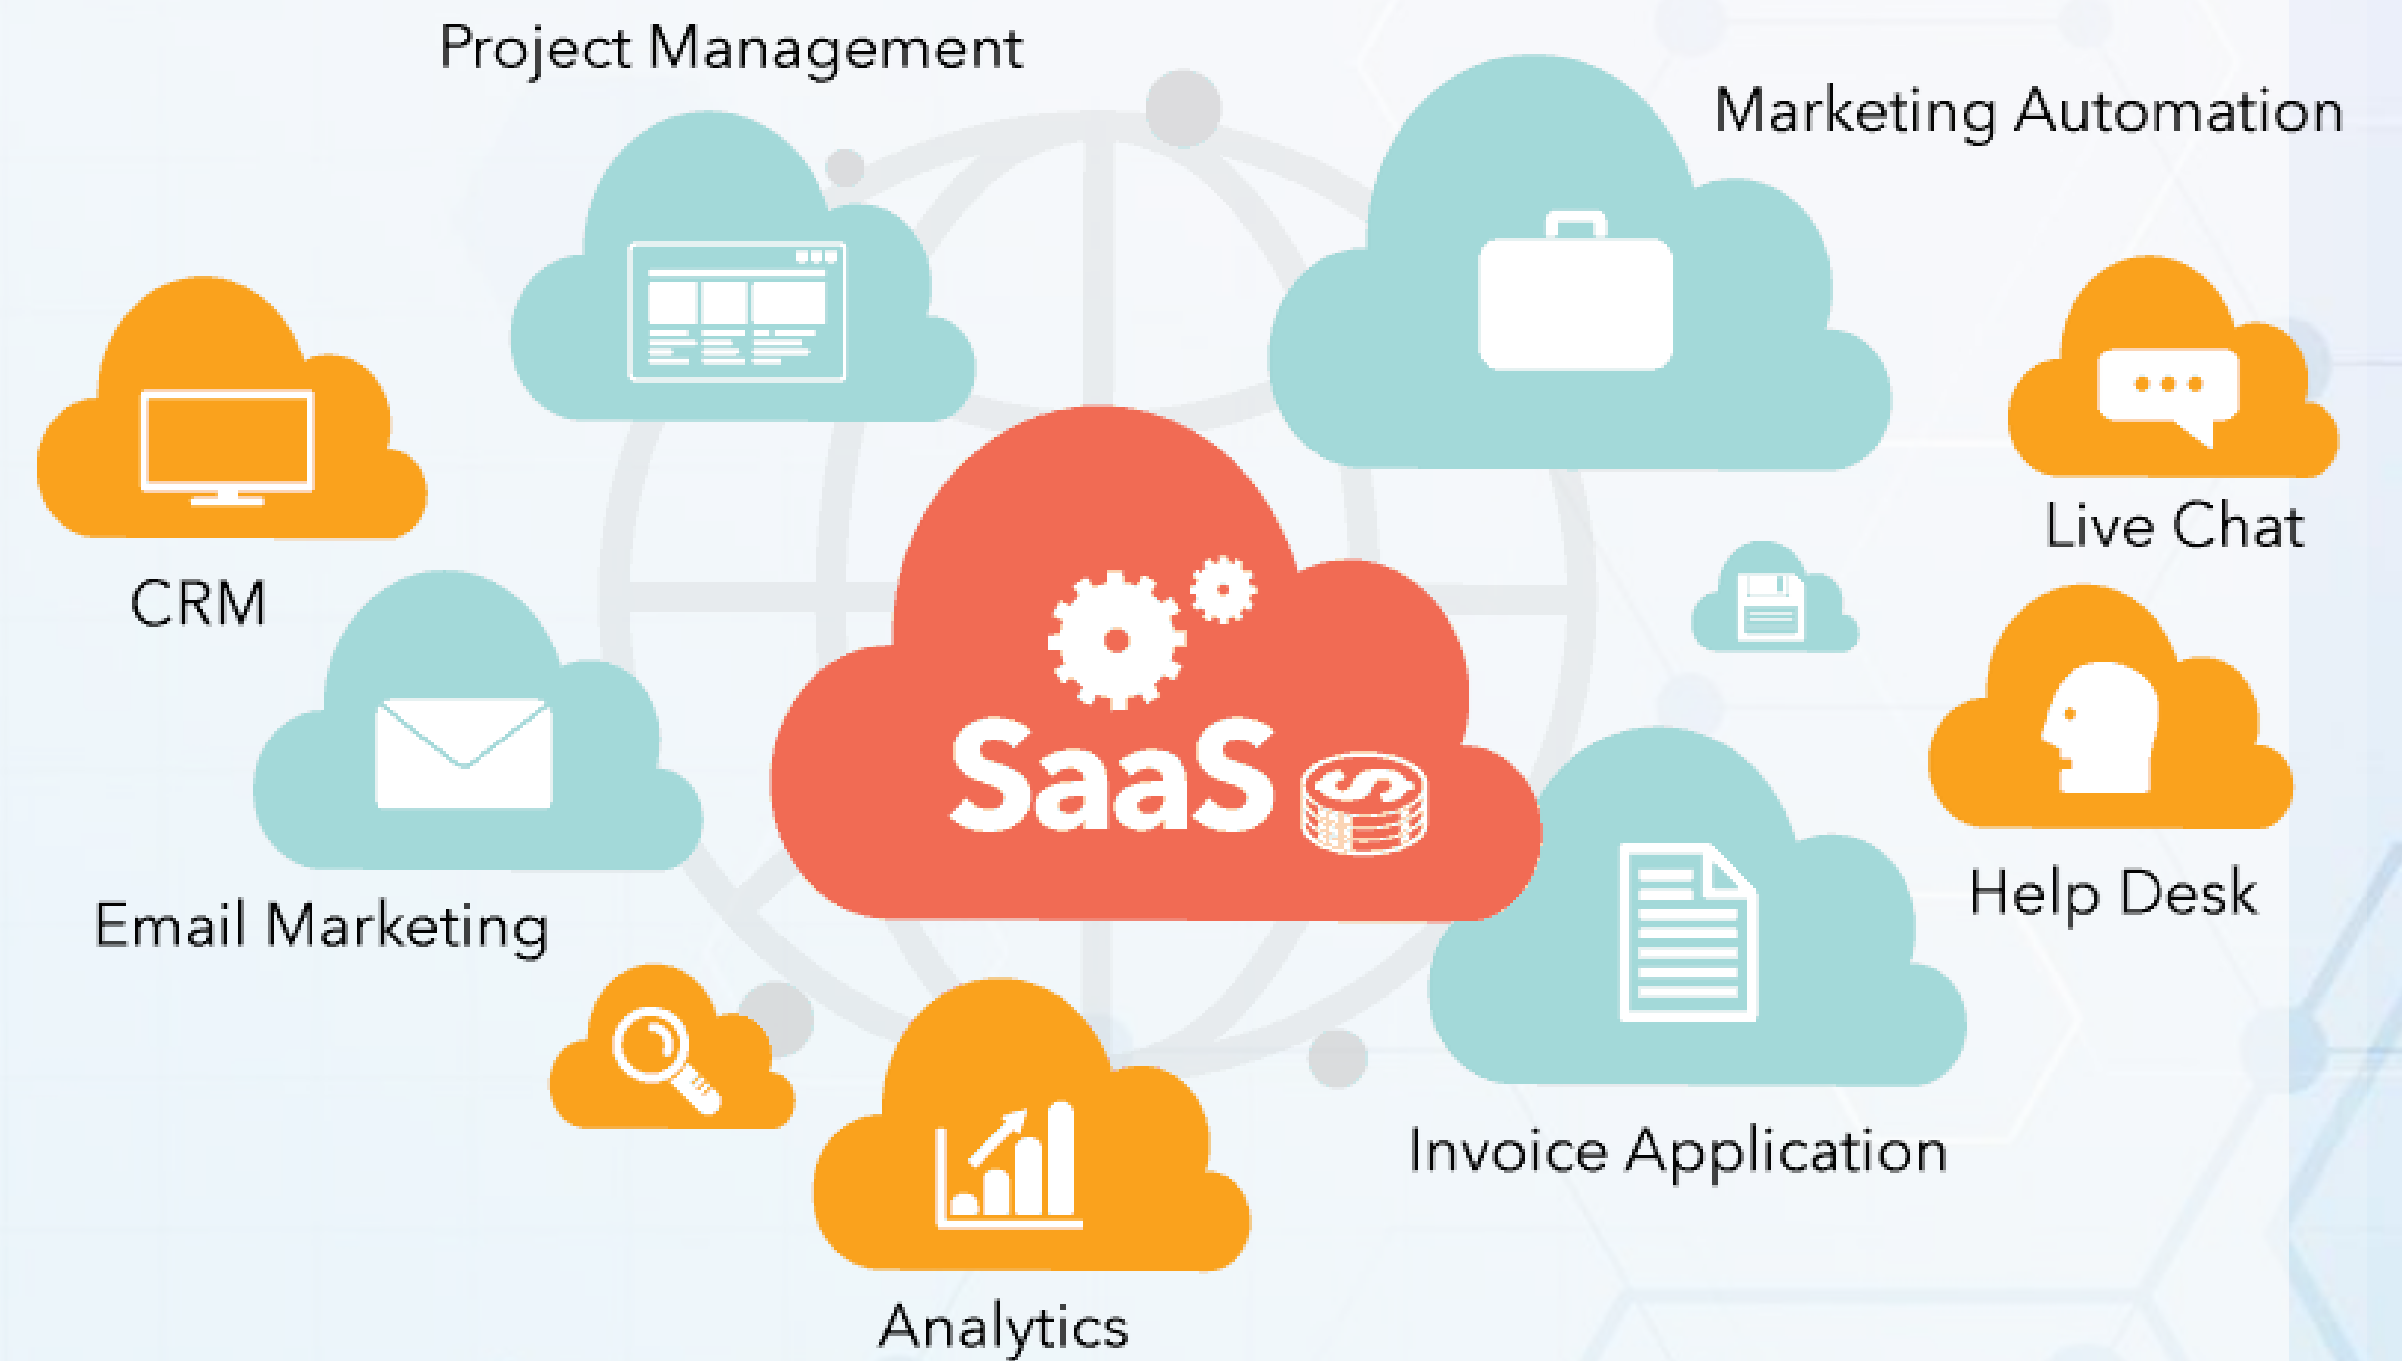 Project Management
Marketing Automation
Live Chat
CRM
SaaS
Help Desk
Email Marketing
Invoice Application
Analytics